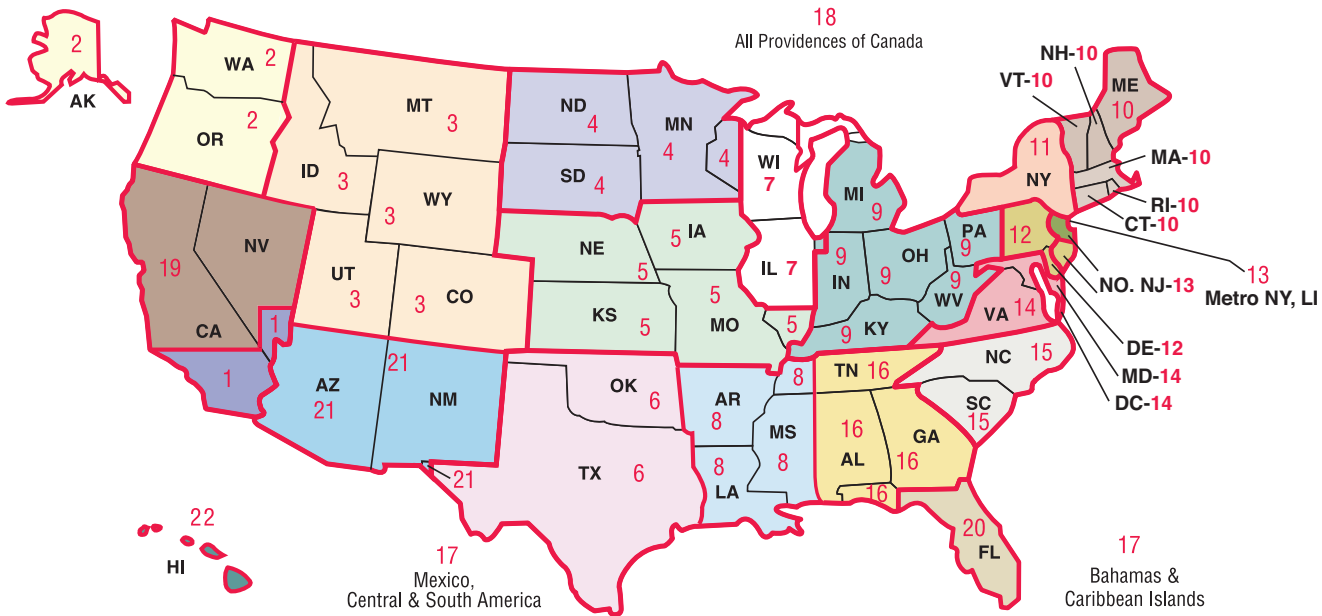 18
All Providences of Canada
2
AK
WA 2
OR 2
MT 3
ID 3
WY 3
ND 4
MN 4
4
SD 4
WI 7
MI 9
NH-10
VT-10
ME 10
11
NY
MA-10
RI-10
CT-10
NV
19
CA
1
1
UT 3
3 CO
NE 5
IA 5
KS 5
MO 5
5
IL 7
9
IN
9
OH
PA 9
12
9
WV
KY 9
VA 14
13
Metro NY, LI
NO. NJ-13
DE-12
MD-14
DC-14
AZ 21
21
NM
21
OK 6
TX 6
AR 8
8
MS 8
8
LA
TN 16
NC 15
SC 15
16
AL
GA 16
16
20
FL
22
HI
17
Mexico,
Central & South America
17
Bahamas &
Caribbean Islands